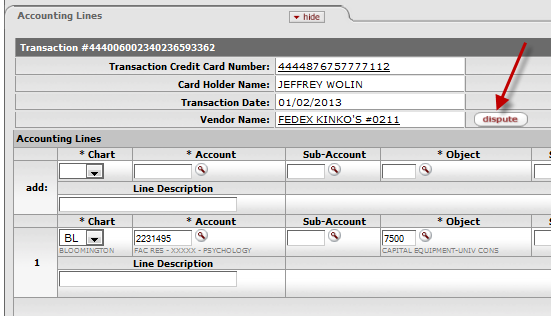 Accounting Lines
hide
Transaction #444006002340236593362
Transaction Credit Card Number: 4444876757777112
Card Holder Name: JEFFREY WOLIN
Transaction Date: 01/02/2013
Vendor Name: FEDEX KINKO'S #0211 dispute
Accounting Lines
* Chart * Account Sub-Account * Object
add:
Line Description
* Chart * Account Sub-Account * Object
1 BL 2231495 7500
BLOOMINGTON FAC RES - XXXXX - PSYCHOLOGY CAPITAL EQUIPMENT-UNIV CONS
Line Description